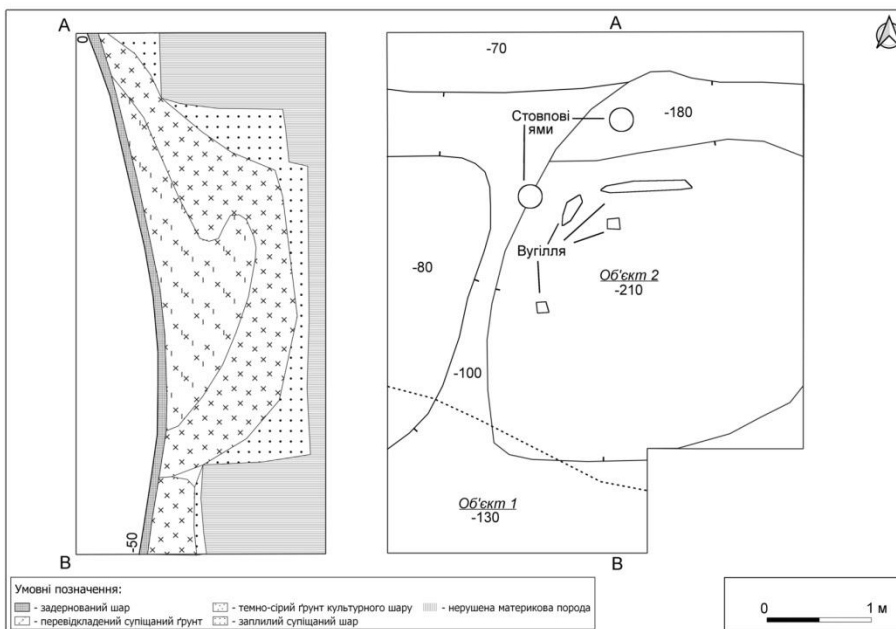 А
А
0
-70
Стовпові
ями
-180
-80
Вугілля
Об'єкт 2
-210
-100
Об'єкт 1
-130
-50
В
В
Умовні позначення:
- задернований шар
- темно-сірий ґрунт культурного шару
- нерушена материкова порода
- перевідкладений супіщаний ґрунт
- заплилий супіщаний шар
0
1 м